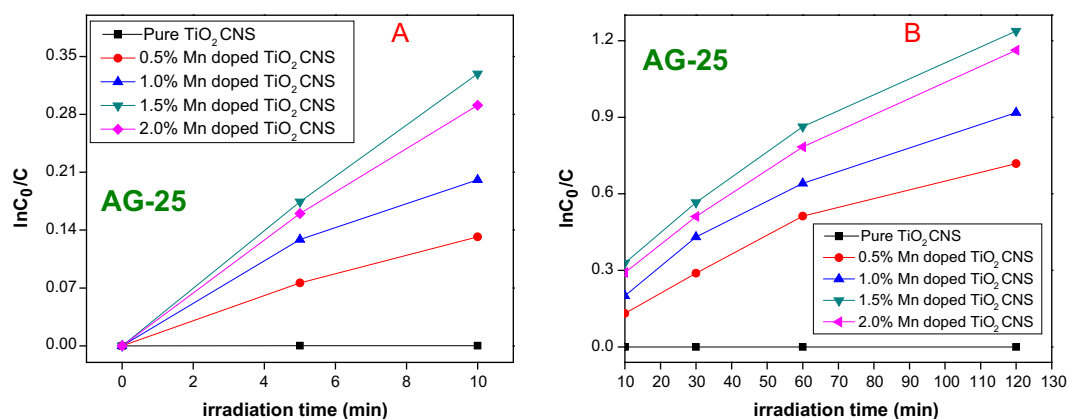 A
Pure TiO₂ CNS
0.5% Mn doped TiO₂ CNS
1.0% Mn doped TiO₂ CNS
1.5% Mn doped TiO₂ CNS
2.0% Mn doped TiO₂ CNS
AG-25
lnC₀/C
0.35
0.28
0.21
0.14
0.07
0.00
0 2 4 6 8 10
irradiation time (min)
B
AG-25
lnC₀/C
1.2
0.9
0.6
0.3
0.0
Pure TiO₂ CNS
0.5% Mn doped TiO₂ CNS
1.0% Mn doped TiO₂ CNS
1.5% Mn doped TiO₂ CNS
2.0% Mn doped TiO₂ CNS
10 20 30 40 50 60 70 80 90 100 110 120 130
irradiation time (min)